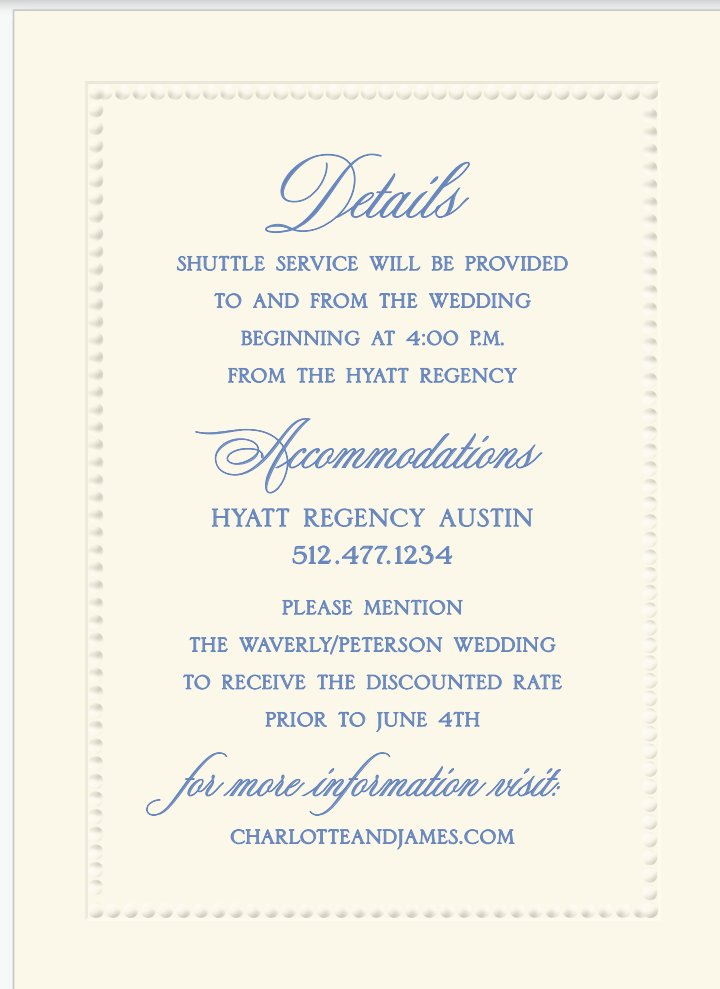 Details
SHUTTLE SERVICE WILL BE PROVIDED
TO AND FROM THE WEDDING
BEGINNING AT 4:00 P.M.
FROM THE HYATT REGENCY
Accommodations
HYATT REGENCY AUSTIN
512.477.1234
PLEASE MENTION
THE WAVERLY/PETERSON WEDDING
TO RECEIVE THE DISCOUNTED RATE
PRIOR TO JUNE 4TH
for more information visit:
CHARLOTTEANDJAMES.COM